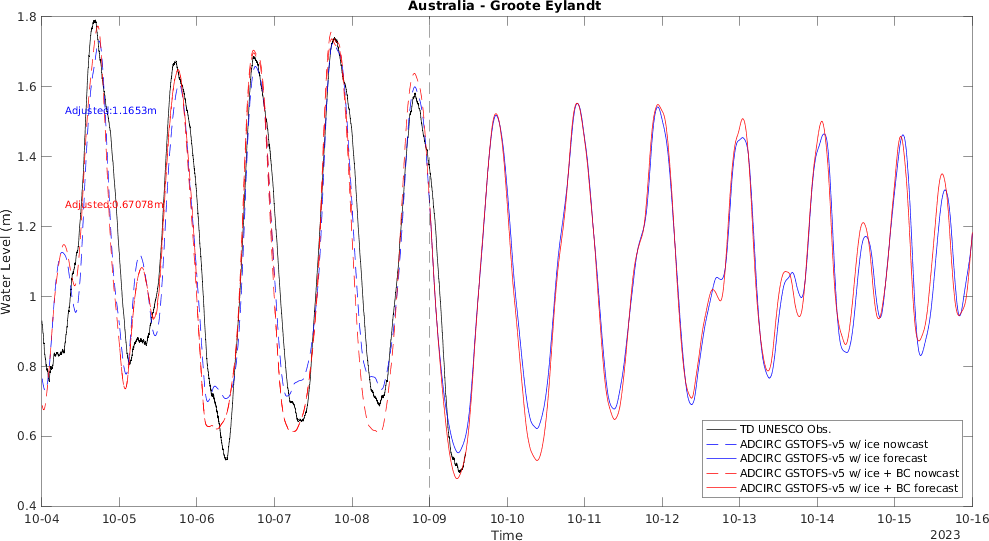 Australia - Groote Eylandt
1.8
1.6
1.4
1.2
1
0.8
0.6
0.4
Water Level (m)
Adjusted:1.1653m
Adjusted:0.67078m
TD UNESCO Obs.
ADCIRC GSTOFS-v5 w/ ice nowcast
ADCIRC GSTOFS-v5 w/ ice forecast
ADCIRC GSTOFS-v5 w/ ice + BC nowcast
ADCIRC GSTOFS-v5 w/ ice + BC forecast
10-04 10-05 10-06 10-07 10-08 10-09 10-10 10-11 10-12 10-13 10-14 10-15 10-16
Time
2023